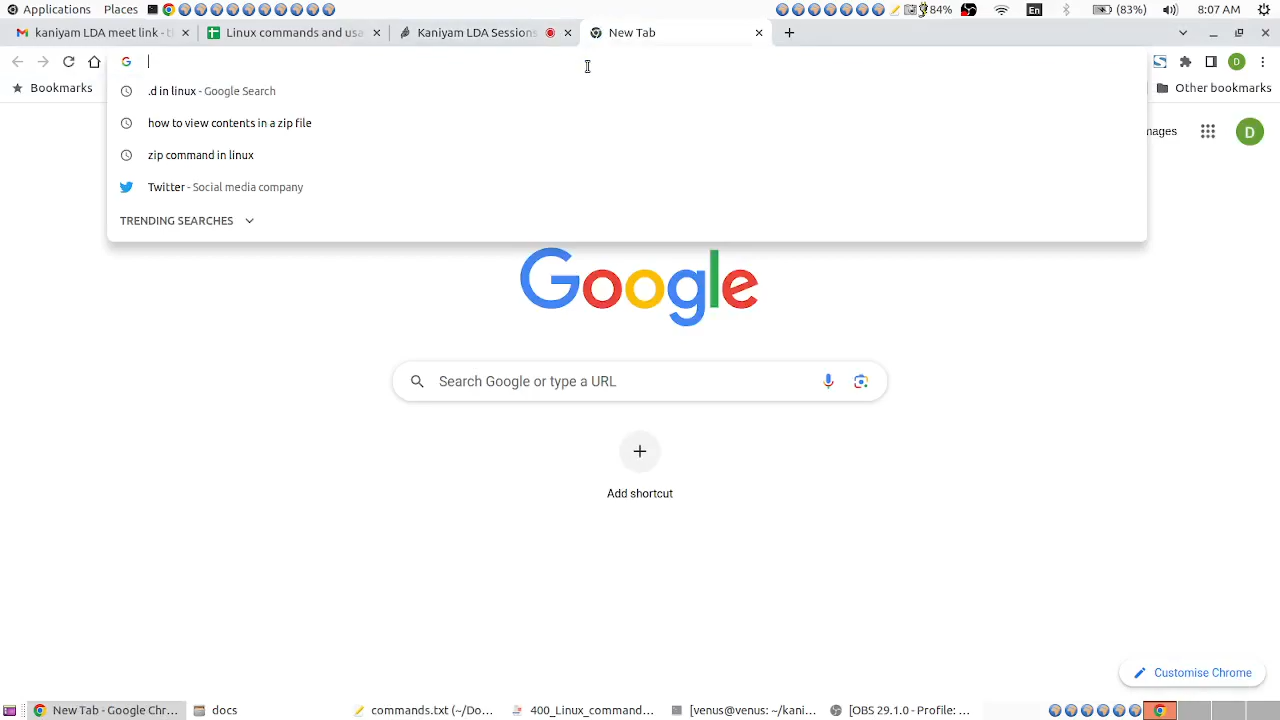 Applications Places 84% En (83%) 8:07 AM
kaniyam LDA meet link - t Linux commands and usa Kaniyam LDA Sessions New Tab
D
Bookmarks Other bookmarks
.d in linux - Google Search
how to view contents in a zip file
zip command in linux
Twitter - Social media company
TRENDING SEARCHES
mages D
Google
Search Google or type a URL
Add shortcut
Customise Chrome
New Tab - Google Chr... docs commands.txt (~/Do... 400_Linux_command... [venus@venus: ~/kani... [OBS 29.1.0 - Profile: ...